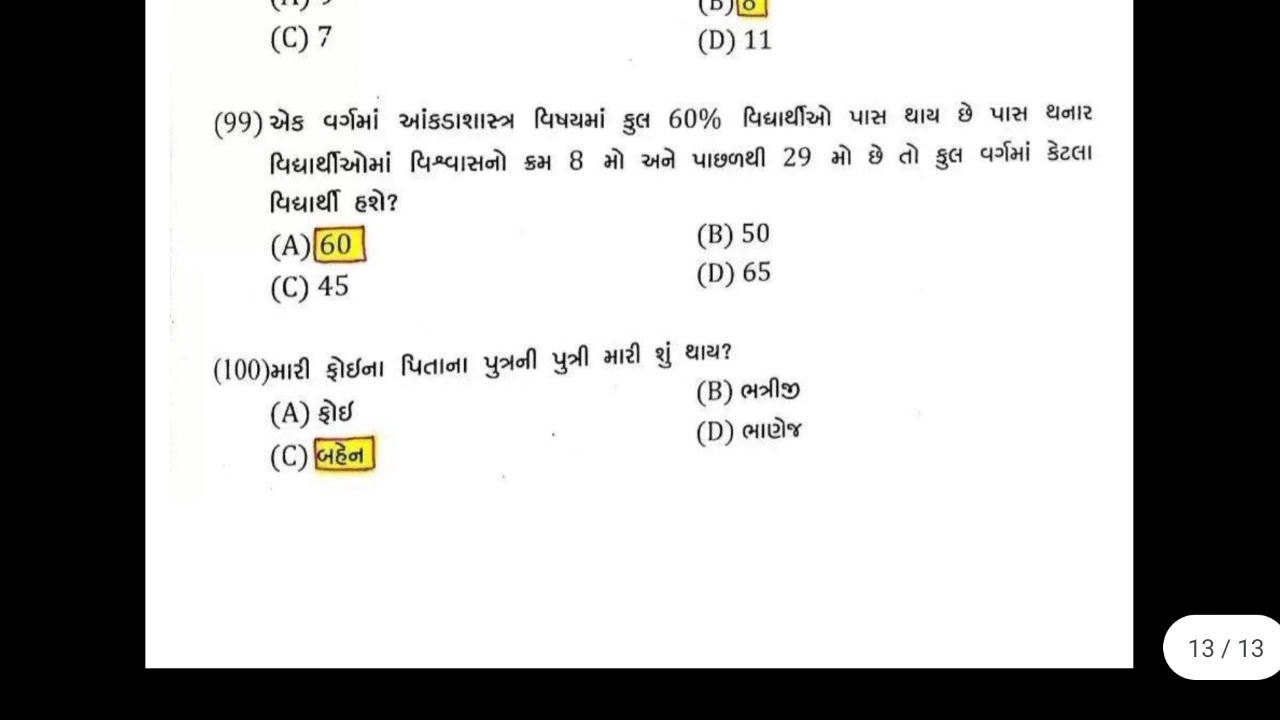 (C) 7
(D) 11
(99) એક વર્ગમાં આંકડાશાસ્ત્ર વિષયમાં કુલ 60% વિદ્યાર્થીઓ પાસ થાય છે પાસ થનાર
વિદ્યાર્થીઓમાં વિશ્વાસનો ક્રમ 8 મો અને પાછળથી 29 મો છે તો કુલ વર્ગમાં કેટલા
વિદ્યાર્થી હશે?
(A) 60
(B) 50
(C) 45
(D) 65
(100)મારી ફોઈના પિતાના પુત્રની પુત્રી મારી શું થાય?
(A) ફોઈ
(B) ભત્રીજી
(C) બહેન
(D) ભાણેજ
13 / 13